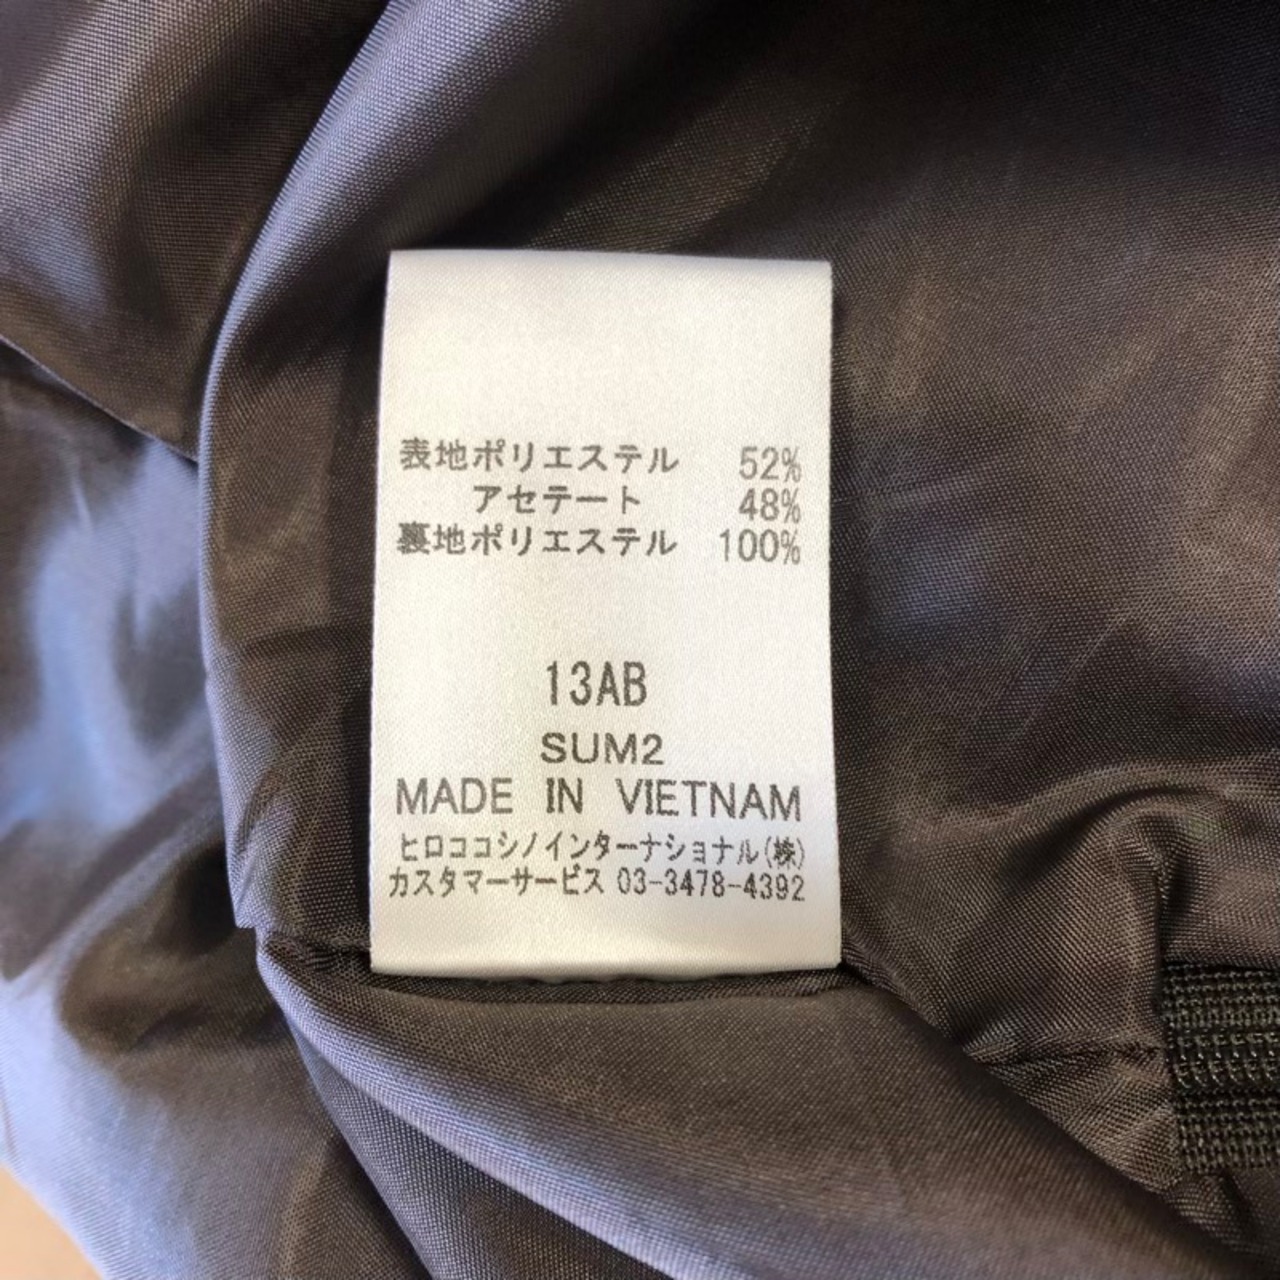 表地ポリエステル 52%
アセテート 48%
裏地ポリエステル 100%
13AB
SUM2
MADE IN VIETNAM
ヒロココシノインターナショナル(株)
カスタマーサービス 03-3478-4392